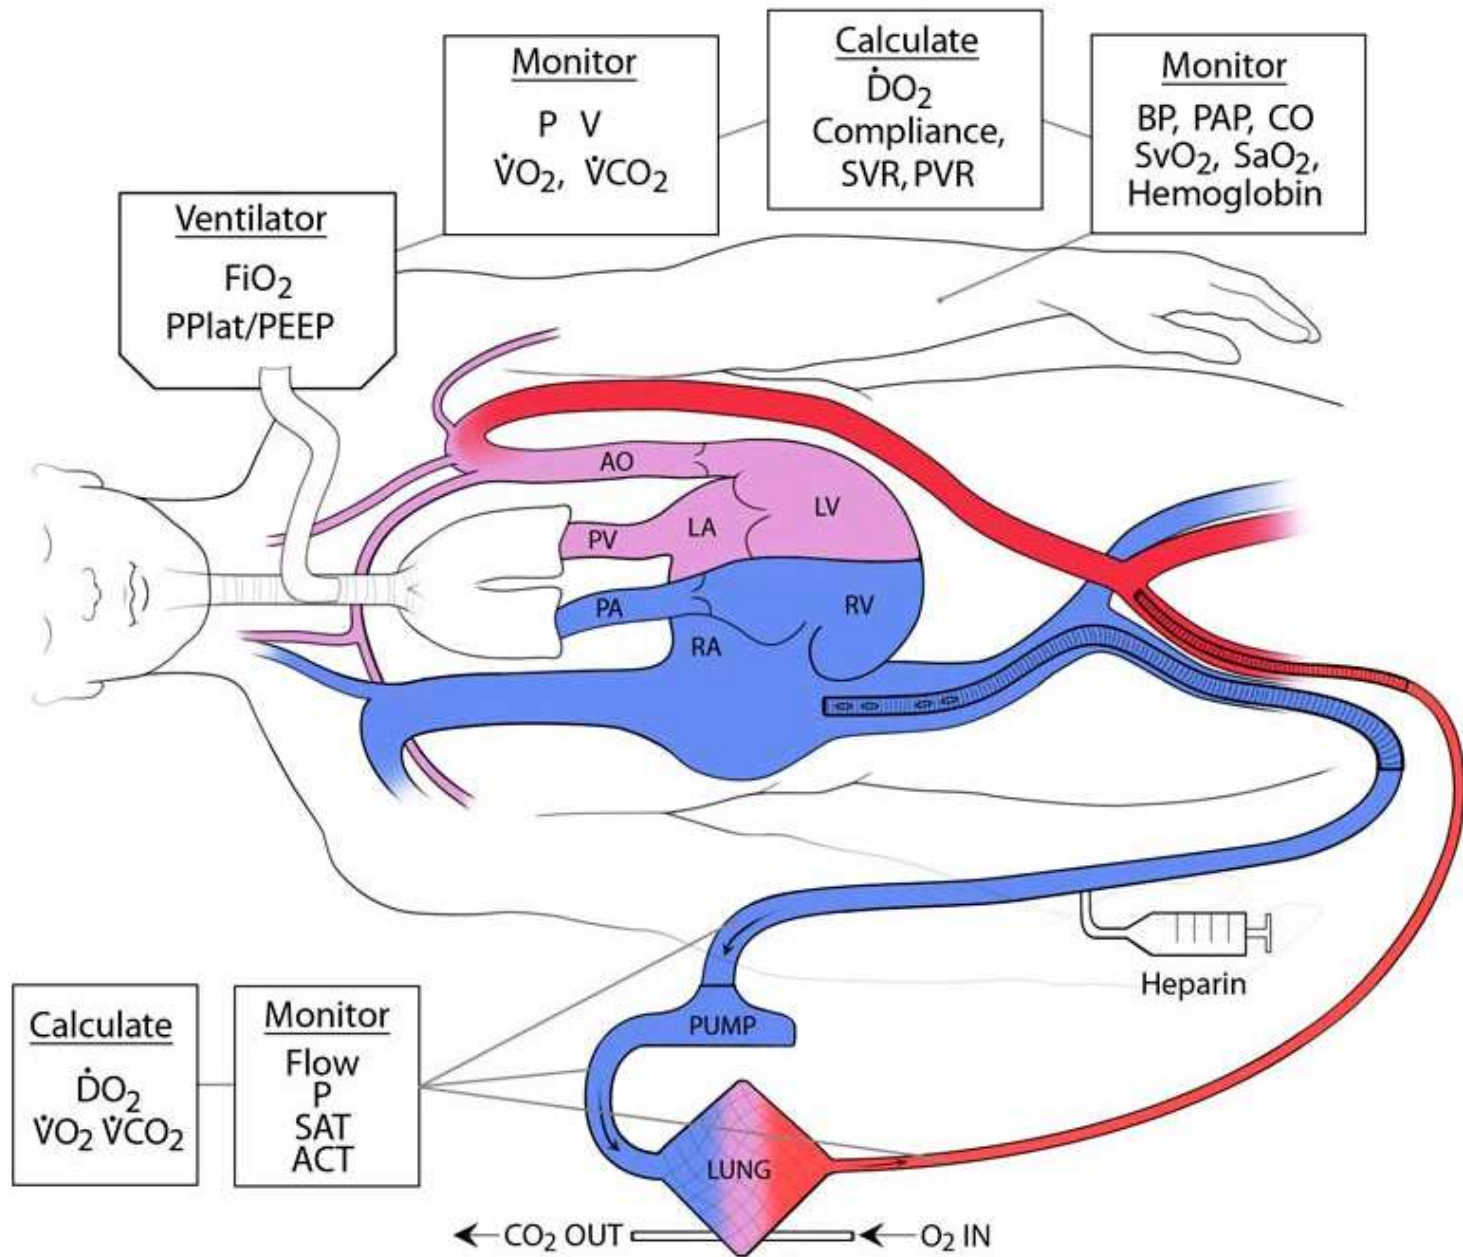 Monitor
P V
V̇O₂, V̇CO₂
Calculate
ḊO₂
Compliance,
SVR, PVR
Monitor
BP, PAP, CO
SvO₂, SaO₂,
Hemoglobin
Ventilator
FiO₂
PPlat/PEEP
AO
LV
LA
PV
PA
RV
RA
Heparin
PUMP
Calculate
ḊO₂
V̇O₂ V̇CO₂
Monitor
Flow
P
SAT
ACT
LUNG
← CO₂ OUT
← O₂ IN